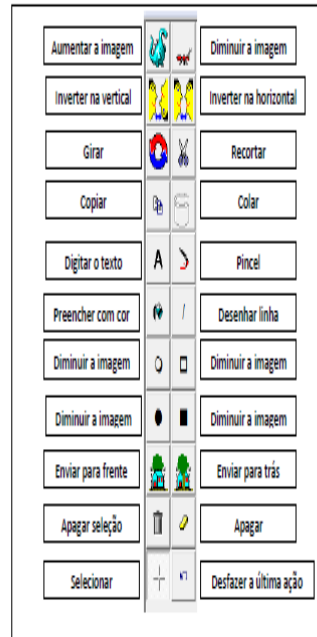 Aumentar a imagem
Diminuir a imagem
Inverter na vertical
Inverter na horizontal
Girar
Recortar
Copiar
Colar
Digitar o texto
A
Pincel
Preencher com cor
Desenhar linha
Diminuir a imagem
Diminuir a imagem
Diminuir a imagem
Diminuir a imagem
Enviar para frente
Enviar para trás
Apagar seleção
Apagar
Selecionar
Desfazer a última ação